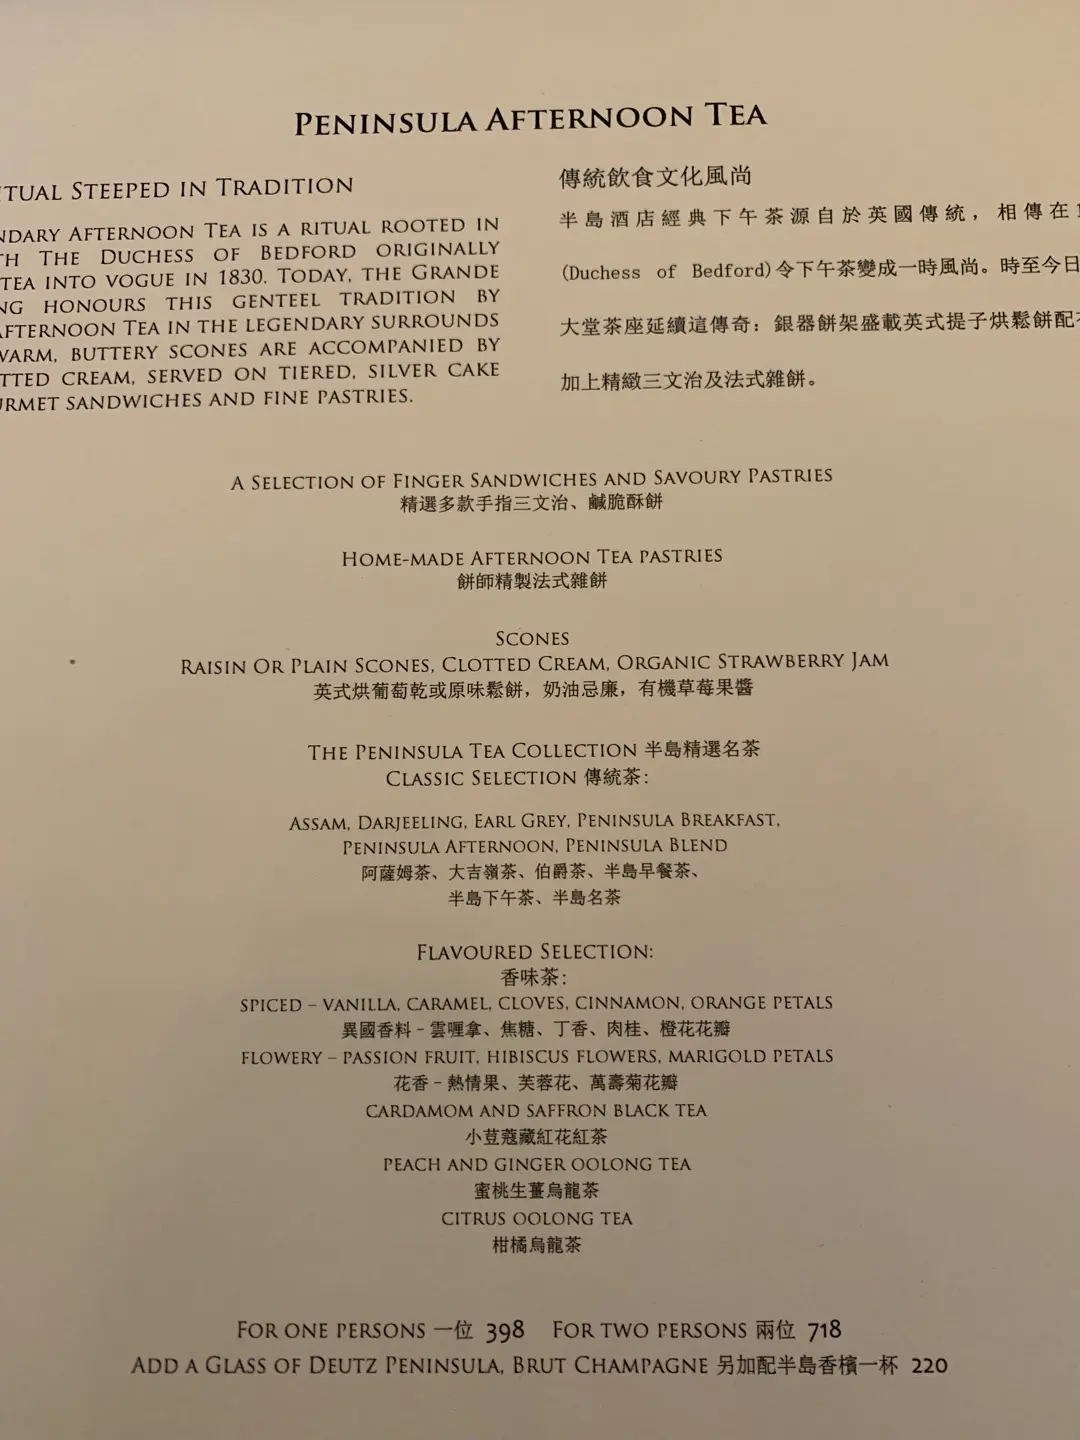 PENINSULA AFTERNOON TEA
STEEPED IN TRADITION
AFTERNOON TEA IS A RITUAL ROOTED IN
THE DUCHESS OF BEDFORD ORIGINALLY
TEA INTO VOGUE IN 1830. TODAY, THE GRANDE
HONOURS THIS GENTEEL TRADITION BY
AFTERNOON TEA IN THE LEGENDARY SURROUNDS
WARM, BUTTERY SCONES ARE ACCOMPANIED BY
CREAM, SERVED ON TIERED, SILVER CAKE
SANDWICHES AND FINE PASTRIES.
傳統飲食文化風尚
半島酒店經典下午茶源自於英國傳統，相傳在
(Duchess of Bedford)令下午茶變成一時風尚。時至今日
大堂茶座延續這傳奇：銀器餅架盛載英式提子烘鬆餅配
加上精緻三文治及法式雜餅。
A SELECTION OF FINGER SANDWICHES AND SAVOURY PASTRIES
精選多款手指三文治、鹹脆酥餅
HOME-MADE AFTERNOON TEA PASTRIES
餅師精製法式雜餅
SCONES
RAISIN OR PLAIN SCONES, CLOTTED CREAM, ORGANIC STRAWBERRY JAM
英式烘葡萄乾或原味鬆餅，奶油忌廉，有機草莓果醬
THE PENINSULA TEA COLLECTION 半島精選名茶
CLASSIC SELECTION 傳統茶:
ASSAM, DARJEELING, EARL GREY, PENINSULA BREAKFAST,
PENINSULA AFTERNOON, PENINSULA BLEND
阿薩姆茶、大吉嶺茶、伯爵茶、半島早餐茶、
半島下午茶、半島名茶
FLAVOURED SELECTION:
香味茶:
SPICED – VANILLA, CARAMEL, CLOVES, CINNAMON, ORANGE PETALS
異國香料 – 雲喱拿、焦糖、丁香、肉桂、橙花花瓣
FLOWERY – PASSION FRUIT, HIBISCUS FLOWERS, MARIGOLD PETALS
花香 – 熱情果、芙蓉花、萬壽菊花瓣
CARDAMOM AND SAFFRON BLACK TEA
小荳蔻藏紅花紅茶
PEACH AND GINGER OOLONG TEA
蜜桃生薑烏龍茶
CITRUS OOLONG TEA
柑橘烏龍茶
FOR ONE PERSONS 一位 398 FOR TWO PERSONS 兩位 718
ADD A GLASS OF DEUTZ PENINSULA, BRUT CHAMPAGNE 另加配半島香檳一杯 220